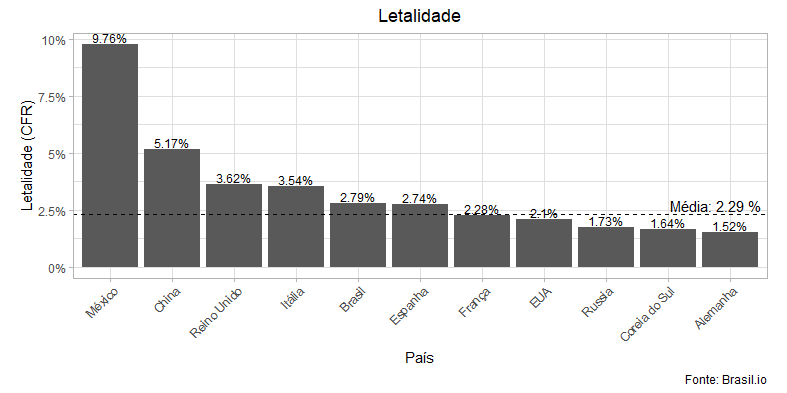 Letalidade
Letalidade (CFR)
10%
7.5%
5%
2.5%
0%
9.76%
5.17%
3.62%
3.54%
2.79%
2.74%
2.28%
2.1%
1.73%
1.64%
1.52%
Média: 2.29 %
México
China
Reino Unido
Itália
Brasil
Espanha
França
EUA
Russia
Coreia do Sul
Alemanha
País
Fonte: Brasil.io